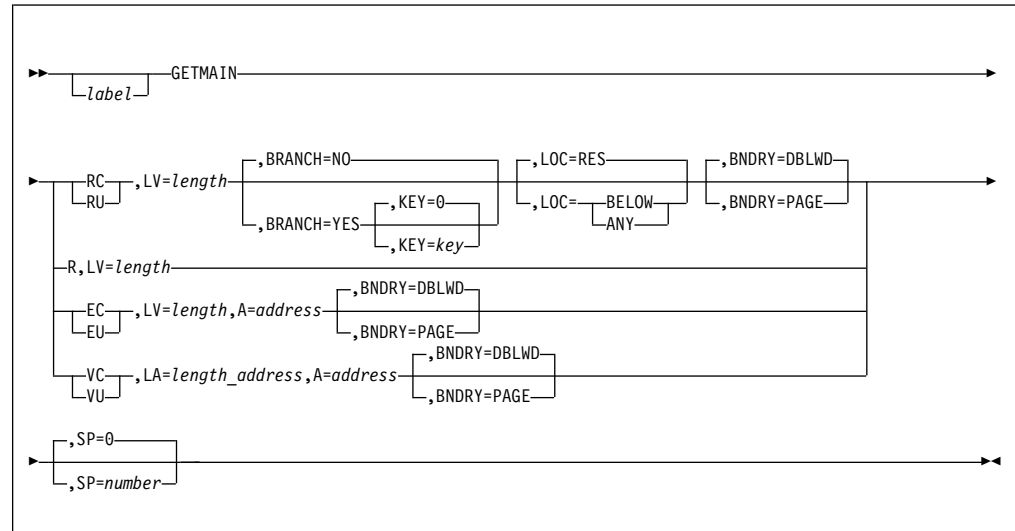 GETMAIN
label
,BRANCH=NO ,LOC=RES ,BNDRY=DBLWD
RC ,LV=length
RU
,KEY=0 ,LOC= BELOW ,BNDRY=PAGE
,BRANCH=YES ANY
,KEY=key
R,LV=length
,BNDRY=DBLWD
EC ,LV=length,A=address
EU ,BNDRY=PAGE
,BNDRY=DBLWD
VC ,LA=length_address,A=address
VU ,BNDRY=PAGE
,SP=0
,SP=number